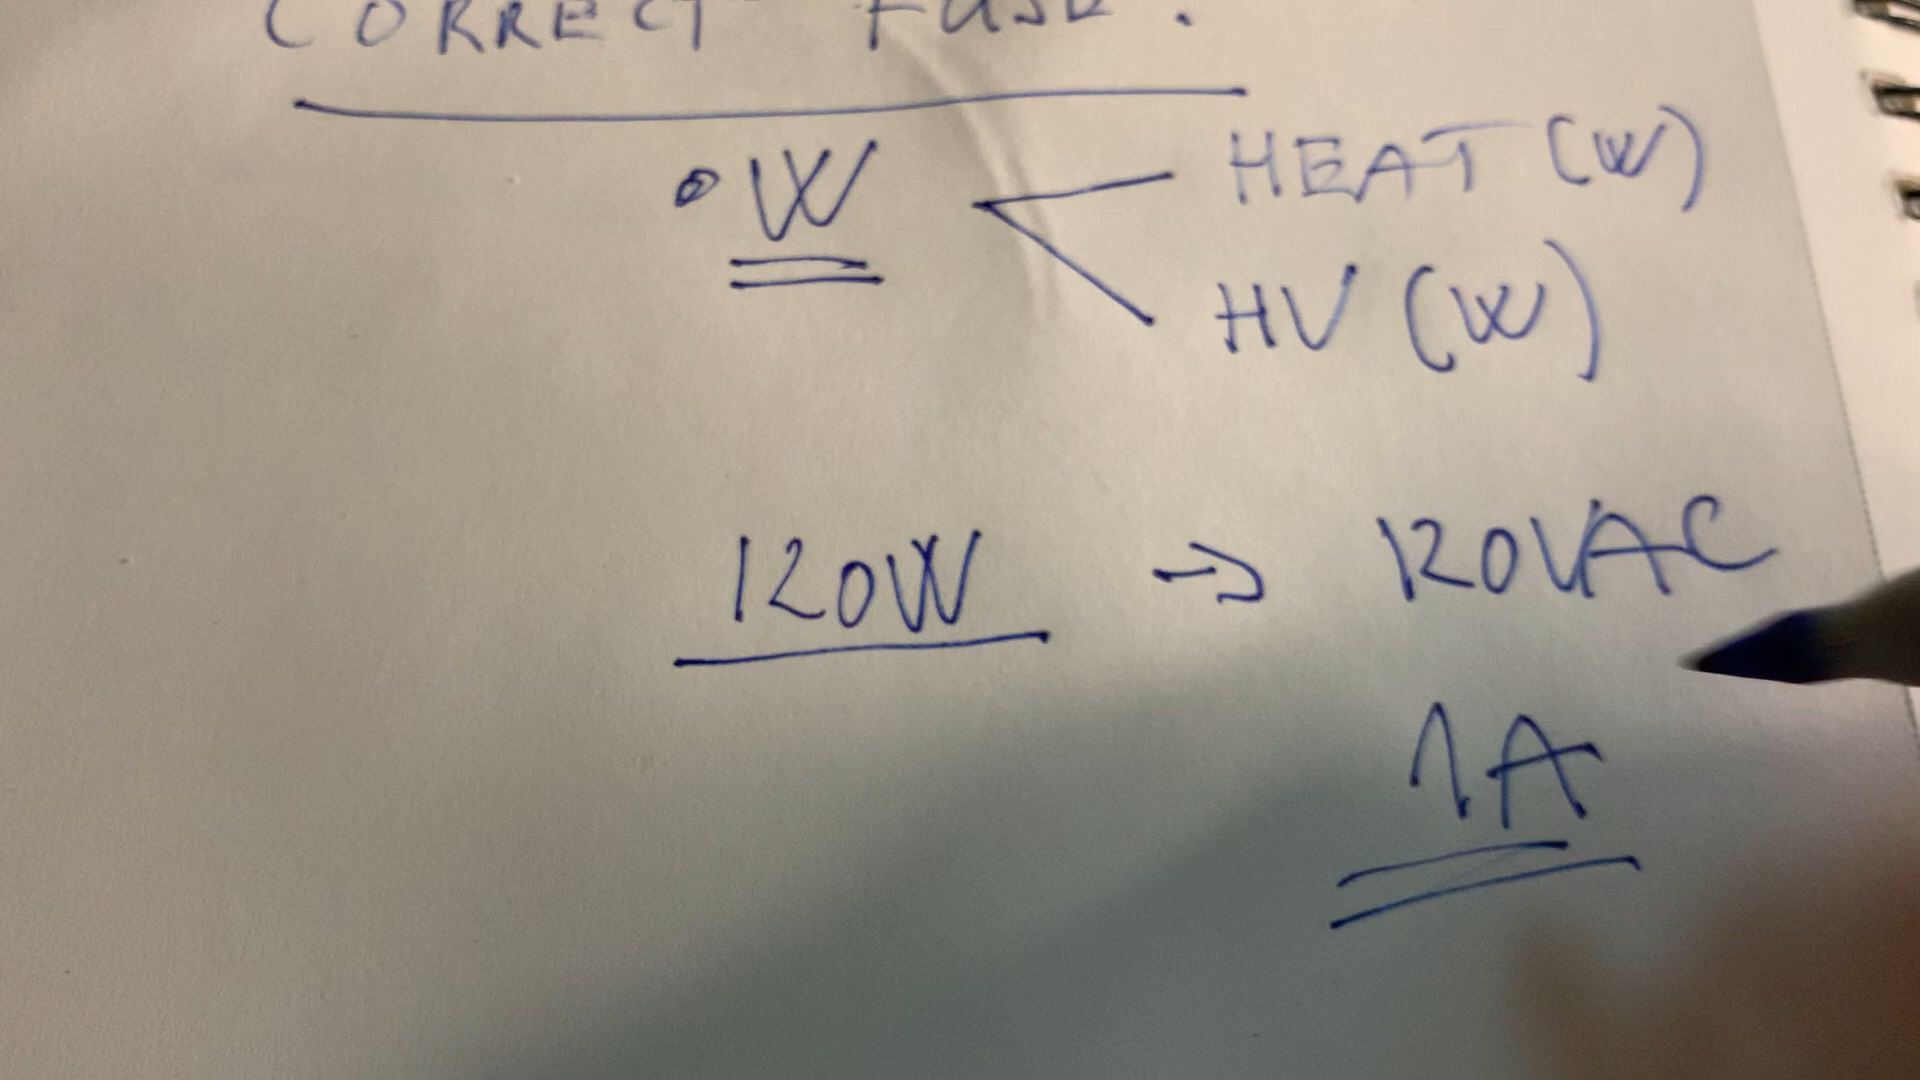 CORRECT FUSE.
• W
HEAT (W)
HV (W)
120W → 120VAC
1A